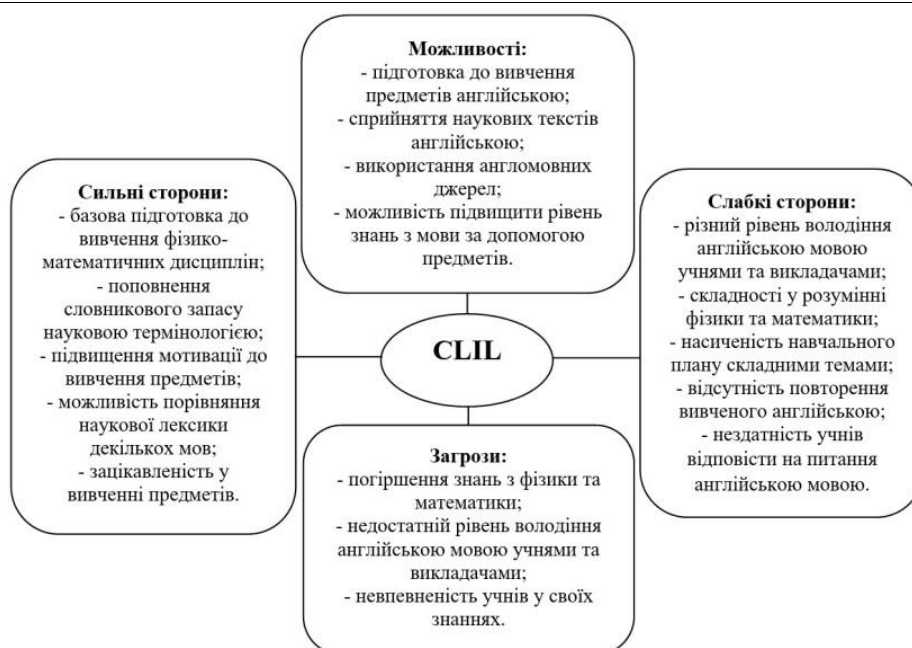 Можливості:
- підготовка до вивчення
предметів англійською;
- сприйняття наукових текстів
англійською;
- використання англомовних
джерел;
- можливість підвищити рівень
знань з мови за допомогою
предметів.
Сильні сторони:
- базова підготовка до
вивчення фізико-
математичних дисциплін;
- поповнення
словникового запасу
науковою термінологією;
- підвищення мотивації до
вивчення предметів;
- можливість порівняння
наукової лексики
декількох мов;
- зацікавленість у
вивченні предметів.
CLIL
Слабкі сторони:
- різний рівень володіння
англійською мовою
учнями та викладачами;
- складності у розумінні
фізики та математики;
- насиченість навчального
плану складними темами;
- відсутність повторення
вивченого англійською;
- нездатність учнів
відповісти на питання
англійською мовою.
Загрози:
- погіршення знань з фізики та
математики;
- недостатній рівень володіння
англійською мовою учнями та
викладачами;
- невпевненість учнів у своїх
знаннях.